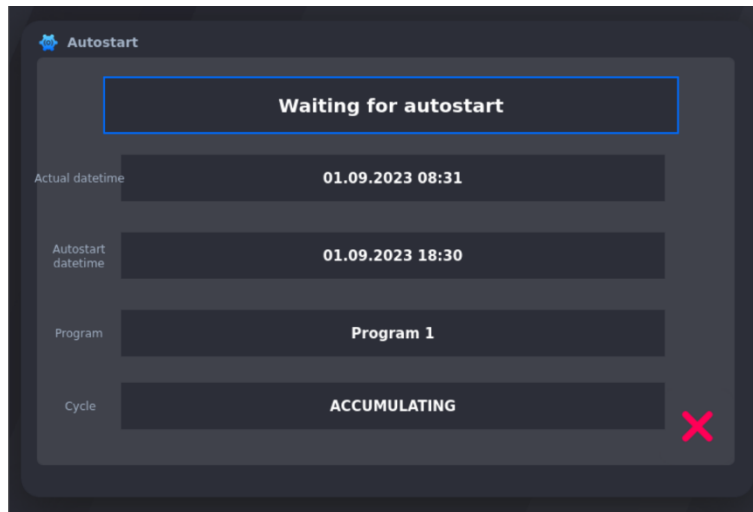 Autostart
Waiting for autostart
Actual datetime
01.09.2023 08:31
Autostart
datetime
01.09.2023 18:30
Program
Program 1
Cycle
ACCUMULATING